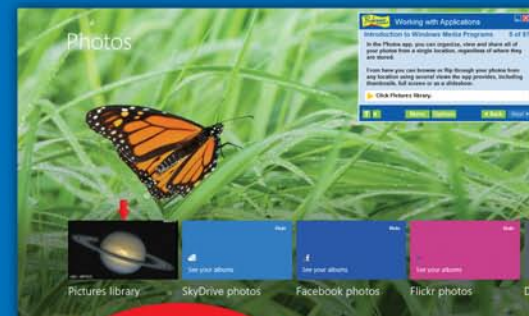 Photos
Working with Applications
Introduction to Windows Media Programs
In the Photos app, you can organize, view and share all of
your photos from a single location, regardless of where they
are stored.
From here you can browse or flip through your photos from
any location using several views the app provides, including
thumbnails, full screen or as a slideshow.
Click Pictures library.
Menu
Options
Back
Pictures library
See your albums
SkyDrive photos
See your albums
Facebook photos
See your albums
Flickr photos